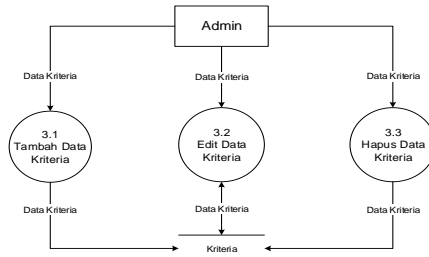 Admin
Data Kriteria
Data Kriteria
Data Kriteria
3.1
Tambah Data
Kriteria
3.2
Edit Data
Kriteria
3.3
Hapus Data
Kriteria
Data Kriteria
Data Kriteria
Data Kriteria
Kriteria